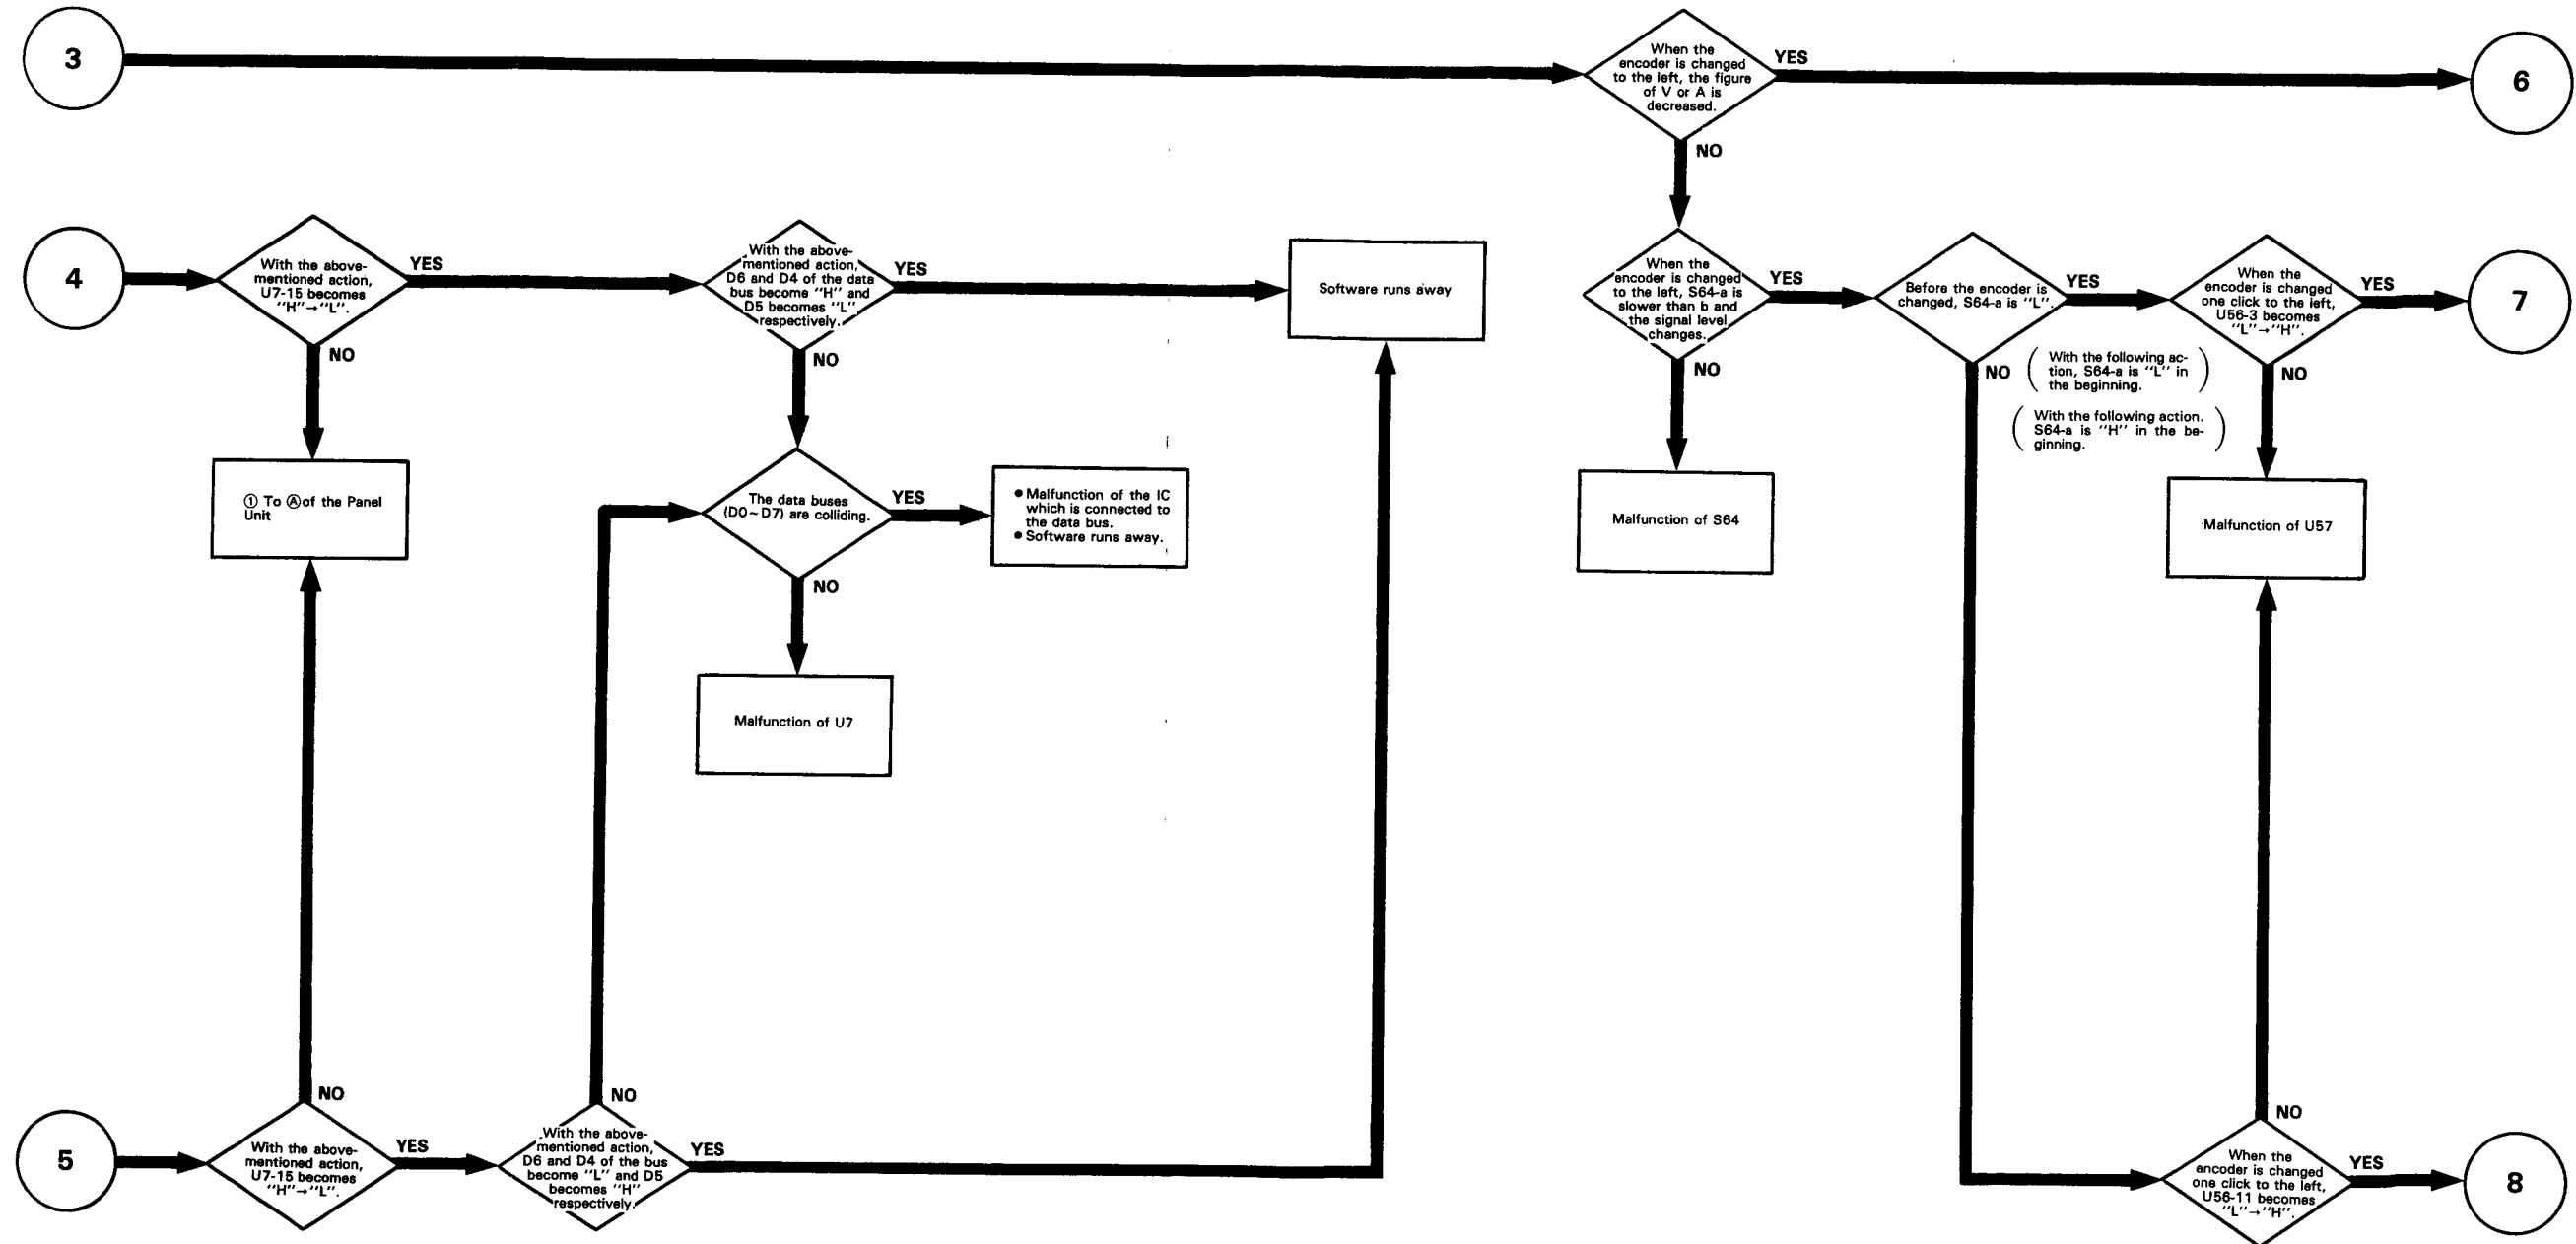 3
When the
encoder is changed
to the left, the figure
of V or A is
decreased.
YES
6
NO
4
With the above-
mentioned action,
U7-15 becomes
"H"→"L".
YES
NO
With the above-
mentioned action,
D6 and D4 of the data
bus become "H" and
D5 becomes "L"
respectively.
YES
NO
Software runs away
When the
encoder is changed
to the left, S64-a is
slower than b and
the signal level
changes.
YES
NO
Before the encoder is
changed, S64-a is "L".
YES
NO
(With the following ac-
tion, S64-a is "L" in
the beginning.)
(With the following action.
S64-a is "H" in the be-
ginning.)
When the
encoder is changed
one click to the left,
U56-3 becomes
"L"→"H".
YES
NO
7
① To Ⓐ of the Panel
Unit
The data buses
(D0~D7) are colliding.
YES
NO
● Malfunction of the IC
which is connected to
the data bus.
● Software runs away.
Malfunction of S64
Malfunction of U57
Malfunction of U7
5
With the above-
mentioned action,
U7-15 becomes
"H"→"L".
NO
YES
With the above-
mentioned action,
D6 and D4 of the bus
become "L" and D5
becomes "H"
respectively.
NO
YES
When the
encoder is changed
one click to the left,
U56-11 becomes
"L"→"H".
NO
YES
8